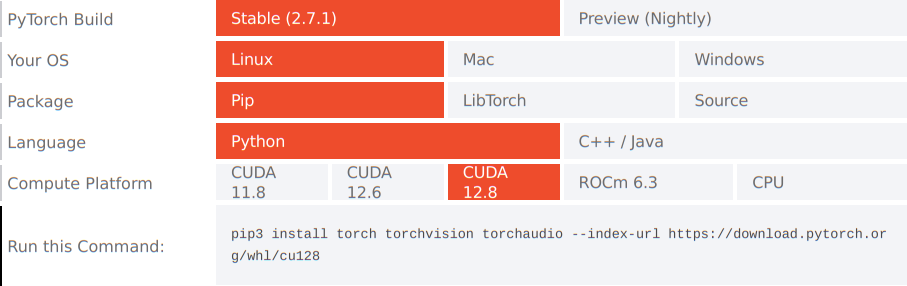 PyTorch Build
Stable (2.7.1)
Preview (Nightly)
Your OS
Linux
Mac
Windows
Package
Pip
LibTorch
Source
Language
Python
C++ / Java
Compute Platform
CUDA
11.8
CUDA
12.6
CUDA
12.8
ROCm 6.3
CPU
Run this Command:
pip3 install torch torchvision torchaudio --index-url https://download.pytorch.or
g/whl/cu128